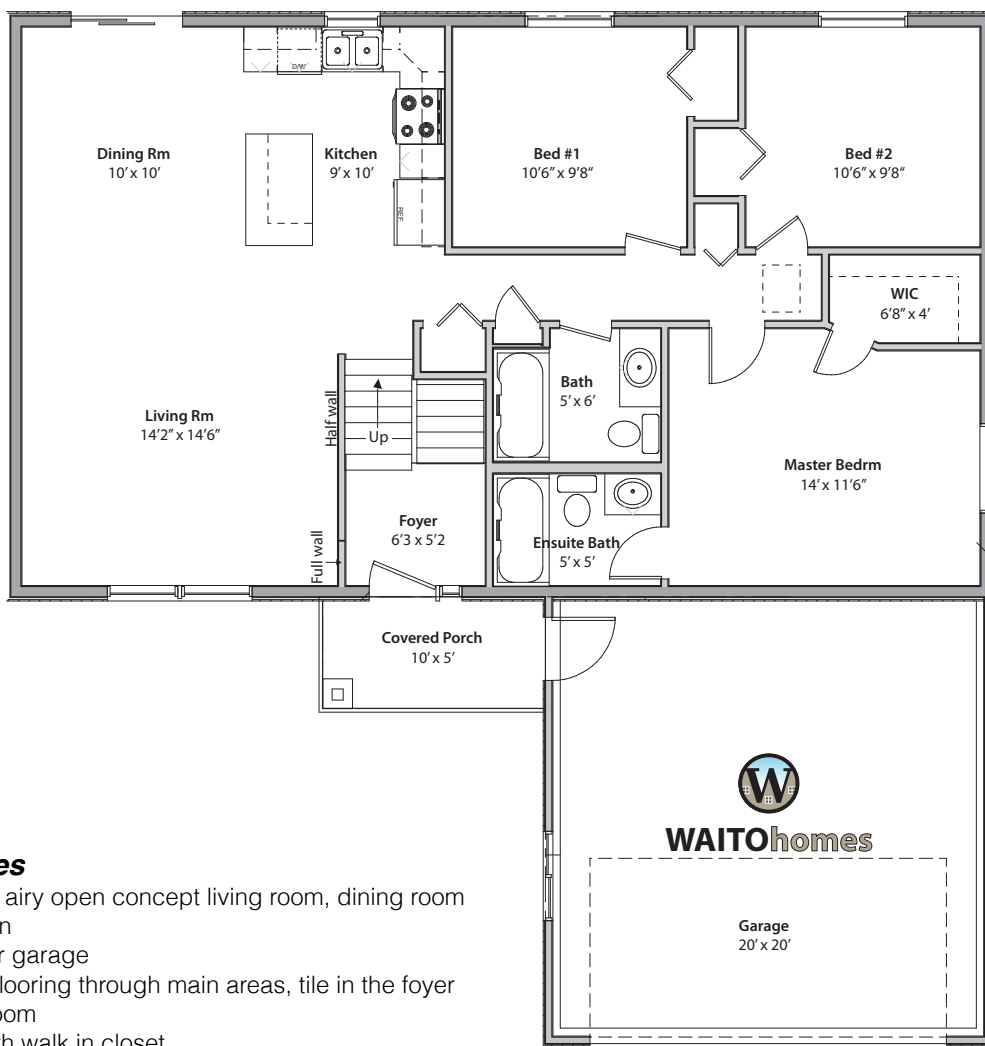 D/W
Dining Rm
10’ x 10’
Kitchen
9’ x 10’
REF.
Bed #1
10’6” x 9’8“
Bed #2
10’6” x 9’8“
WIC
6’8” x 4’
Living Rm
14’2” x 14’6”
Half wall
Up
Full wall
Foyer
6’3 x 5’2
Bath
5’ x 6’
Ensuite Bath
5’ x 5’
Master Bedrm
14’ x 11‘6”
Covered Porch
10’ x 5’
W
WAITOhomes
Garage
20’ x 20’
es
airy open concept living room, dining room
n
r garage
looring through main areas, tile in the foyer
oom
th walk in closet